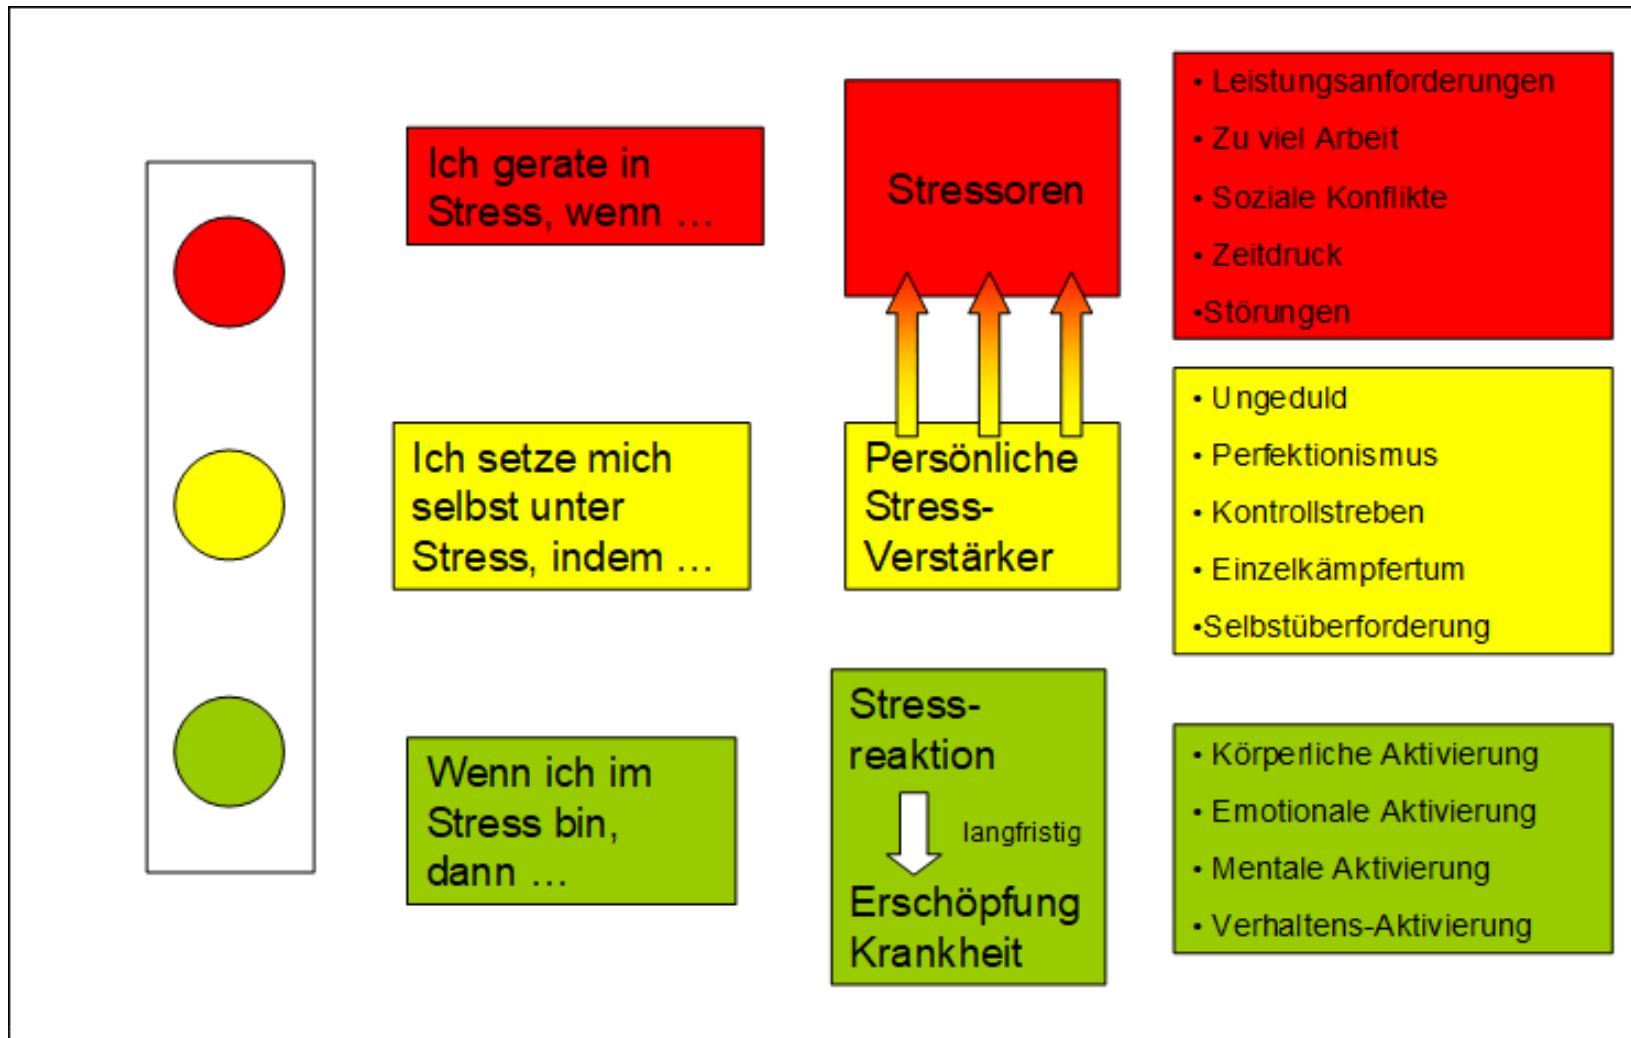 Ich gerate in
Stress, wenn …
Stressoren
• Leistungsanforderungen
• Zu viel Arbeit
• Soziale Konflikte
• Zeitdruck
•Störungen
Ich setze mich
selbst unter
Stress, indem …
Persönliche
Stress-
Verstärker
• Ungeduld
• Perfektionismus
• Kontrollstreben
• Einzelkämpfertum
•Selbstüberforderung
Wenn ich im
Stress bin,
dann …
Stress-
reaktion
langfristig
Erschöpfung
Krankheit
• Körperliche Aktivierung
• Emotionale Aktivierung
• Mentale Aktivierung
• Verhaltens-Aktivierung